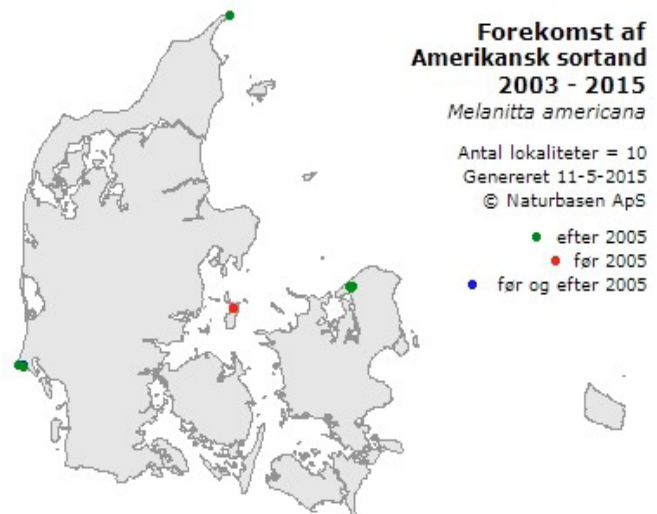 Forekomst af
Amerikansk sortand
2003 - 2015
Melanitta americana
Antal lokaliteter = 10
Genereret 11-5-2015
© Naturbasen ApS
efter 2005
før 2005
før og efter 2005